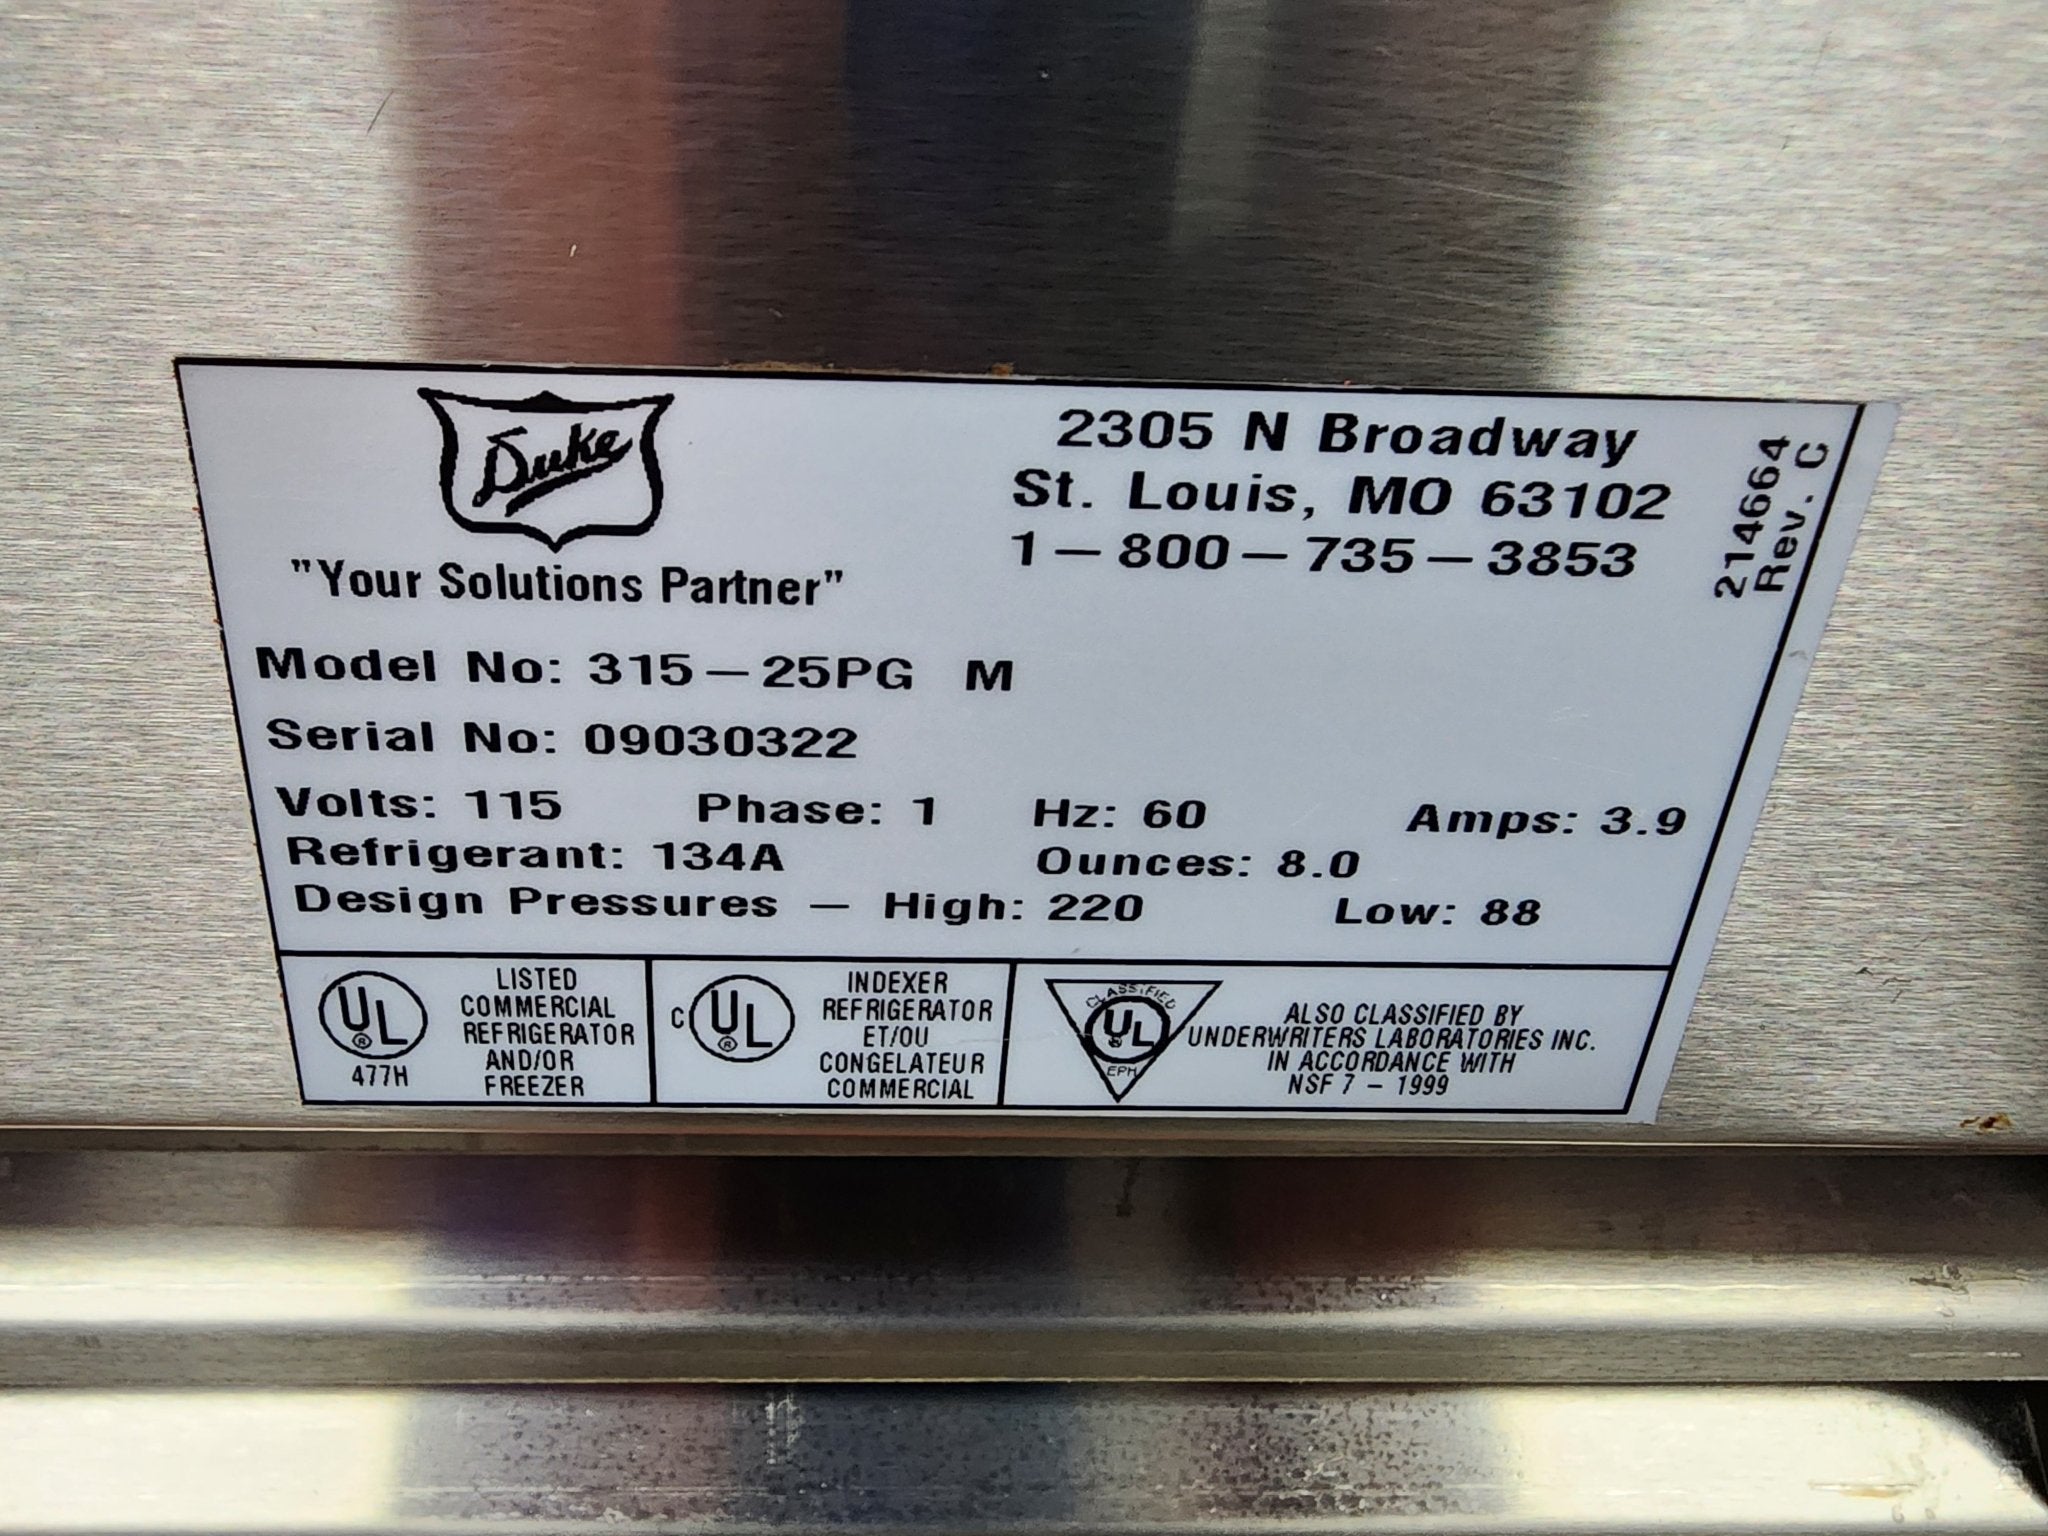 Duke
"Your Solutions Partner"
2305 N Broadway
St. Louis, MO 63102
1-800-735-3853
214664
Rev. C
Model No: 315-25PG M
Serial No: 09030322
Volts: 115 Phase: 1 Hz: 60 Amps: 3.9
Refrigerant: 134A Ounces: 8.0
Design Pressures - High: 220 Low: 88
UL
®
477H
LISTED
COMMERCIAL
REFRIGERATOR
AND/OR
FREEZER
C UL
®
INDEXER
REFRIGERATOR
ET/OU
CONGELATEUR
COMMERCIAL
CLASSIFIED
UL
®
EPH
ALSO CLASSIFIED BY
UNDERWRITERS LABORATORIES INC.
IN ACCORDANCE WITH
NSF 7 - 1999